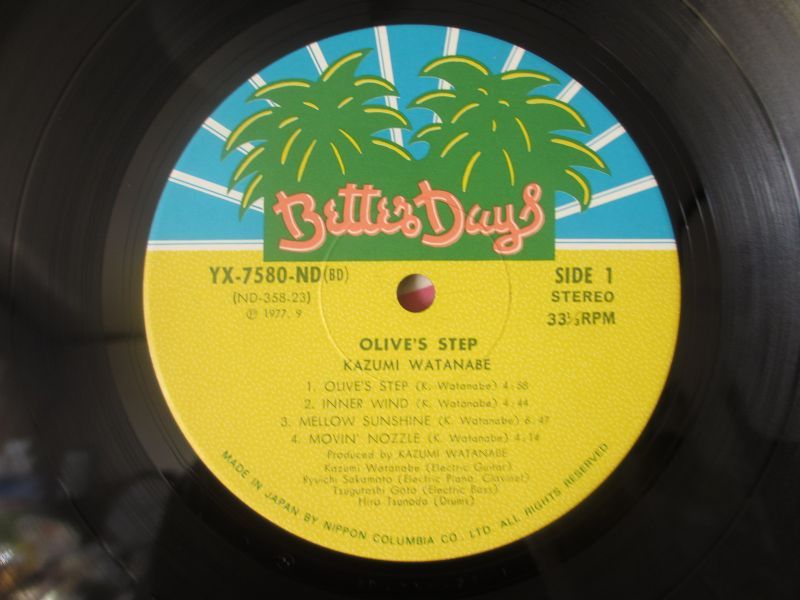 Better Days
YX-7580-ND(BD)
(ND-358-23)
Ⓟ 1977. 9
SIDE 1
STEREO
33⅓RPM
OLIVE'S STEP
KAZUMI WATANABE
1. OLIVE'S STEP (K. Watanabe) 4:58
2. INNER WIND (K. Watanabe) 4:44
3. MELLOW SUNSHINE (K. Watanabe) 6:47
4. MOVIN' NOZZLE (K. Watanabe) 4:14
Produced by KAZUMI WATANABE
Kazumi Watanabe (Electric Guitar)
Ryuichi Sakamoto (Electric Piano, Clavinet)
Tsugutoshi Goto (Electric Bass)
Hiro Tsunoda (Drums)
MADE IN JAPAN BY NIPPON COLUMBIA CO., LTD. ALL RIGHTS RESERVED